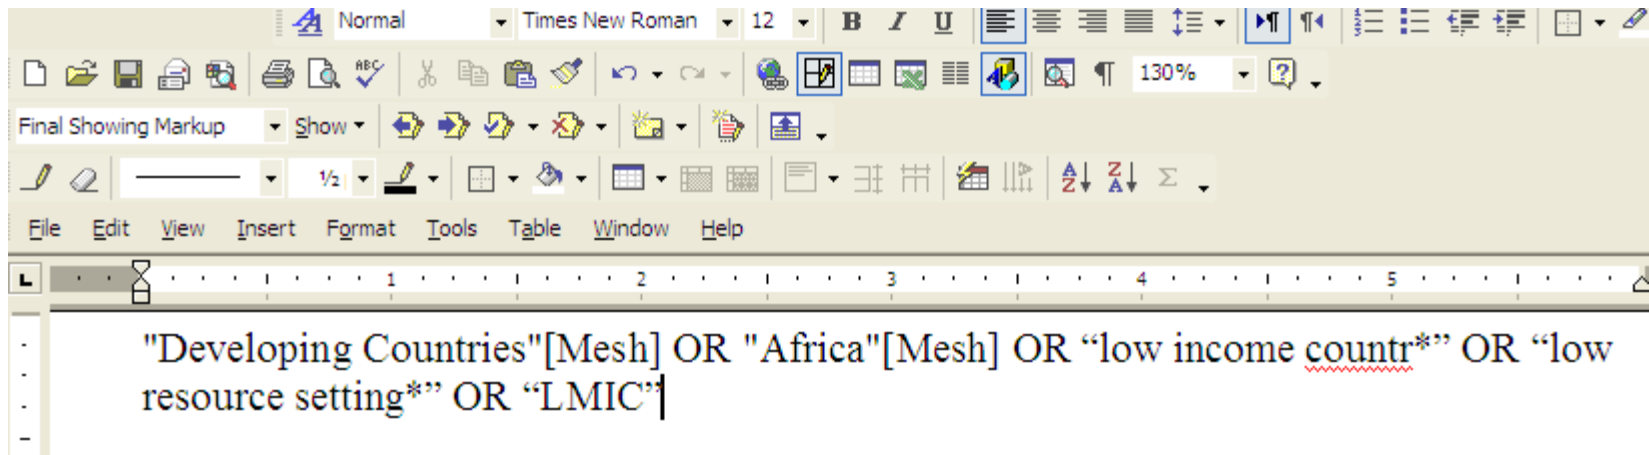 Normal Times New Roman 12 B I U
ABC 130%
Final Showing Markup Show
½ A Z Z A Σ
File Edit View Insert Format Tools Table Window Help
L 1 2 3 4 5
"Developing Countries"[Mesh] OR "Africa"[Mesh] OR “low income countr*” OR “low
resource setting*” OR “LMIC”